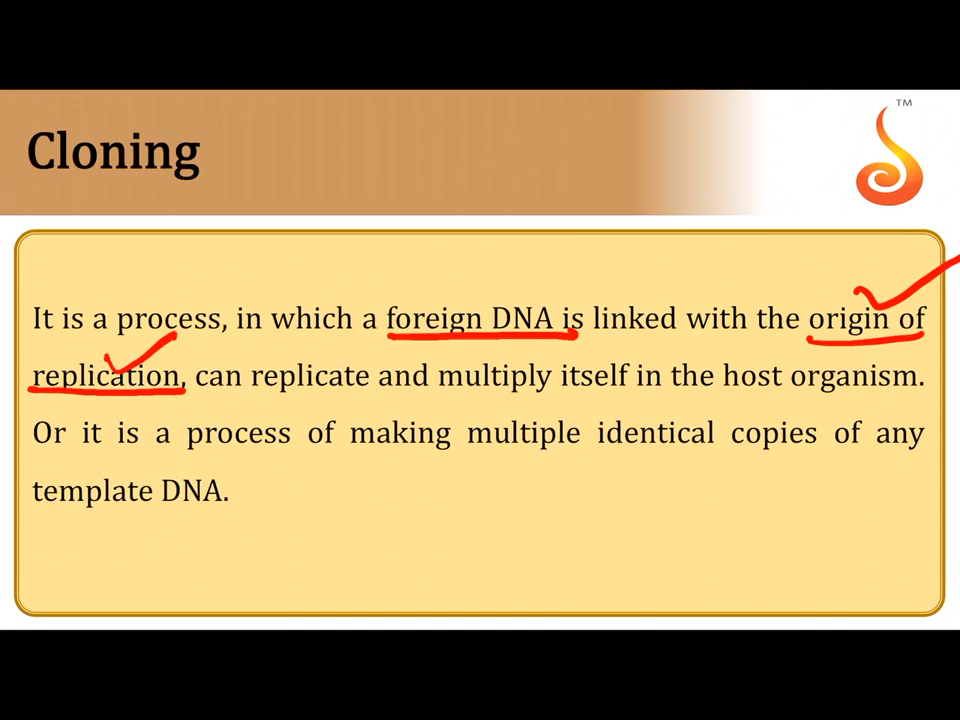 TM
Cloning
It is a process, in which a foreign DNA is linked with the origin of
replication, can replicate and multiply itself in the host organism.
Or it is a process of making multiple identical copies of any
template DNA.